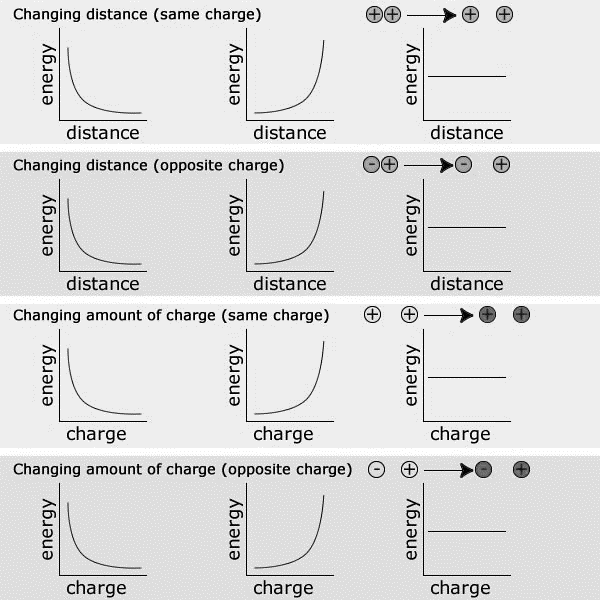 Changing distance (same charge) + + + +
energy energy energy
distance distance distance
Changing distance (opposite charge) - + - +
energy energy energy
distance distance distance
Changing amount of charge (same charge) + + + +
energy energy energy
charge charge charge
Changing amount of charge (opposite charge) - + - +
energy energy energy
charge charge charge